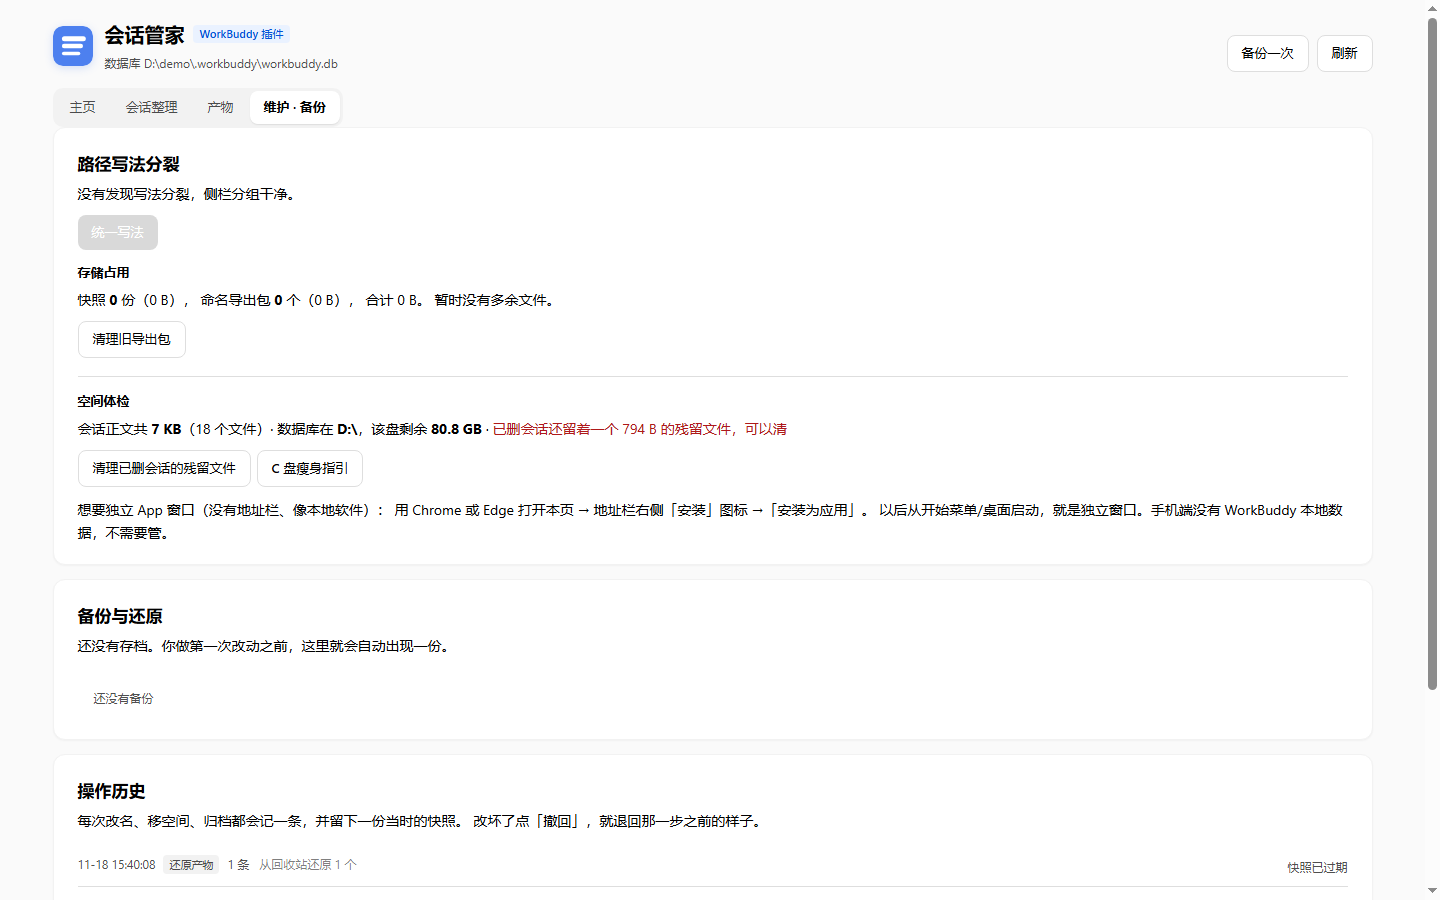 会话管家 WorkBuddy 插件
数据库 D:\demo\.workbuddy\workbuddy.db
备份一次 刷新
主页 会话整理 产物 维护 · 备份
路径写法分裂
没有发现写法分裂，侧栏分组干净。
统一写法
存储占用
快照 0 份（0 B）， 命名导出包 0 个（0 B）， 合计 0 B。 暂时没有多余文件。
清理旧导出包
空间体检
会话正文共 7 KB（18 个文件）· 数据库在 D:\，该盘剩余 80.8 GB · 已删会话还留着一个 794 B 的残留文件，可以清
清理已删会话的残留文件 C 盘瘦身指引
想要独立 App 窗口（没有地址栏、像本地软件）： 用 Chrome 或 Edge 打开本页 → 地址栏右侧「安装」图标 →「安装为应用」。 以后从开始菜单/桌面启动，就是独立窗口。手机端没有 WorkBuddy 本地数
据，不需要管。
备份与还原
还没有存档。你做第一次改动之前，这里就会自动出现一份。
还没有备份
操作历史
每次改名、移空间、归档都会记一条，并留下一份当时的快照。 改坏了点「撤回」，就退回那一步之前的样子。
11-18 15:40:08 还原产物 1 条 从回收站还原 1 个 快照已过期